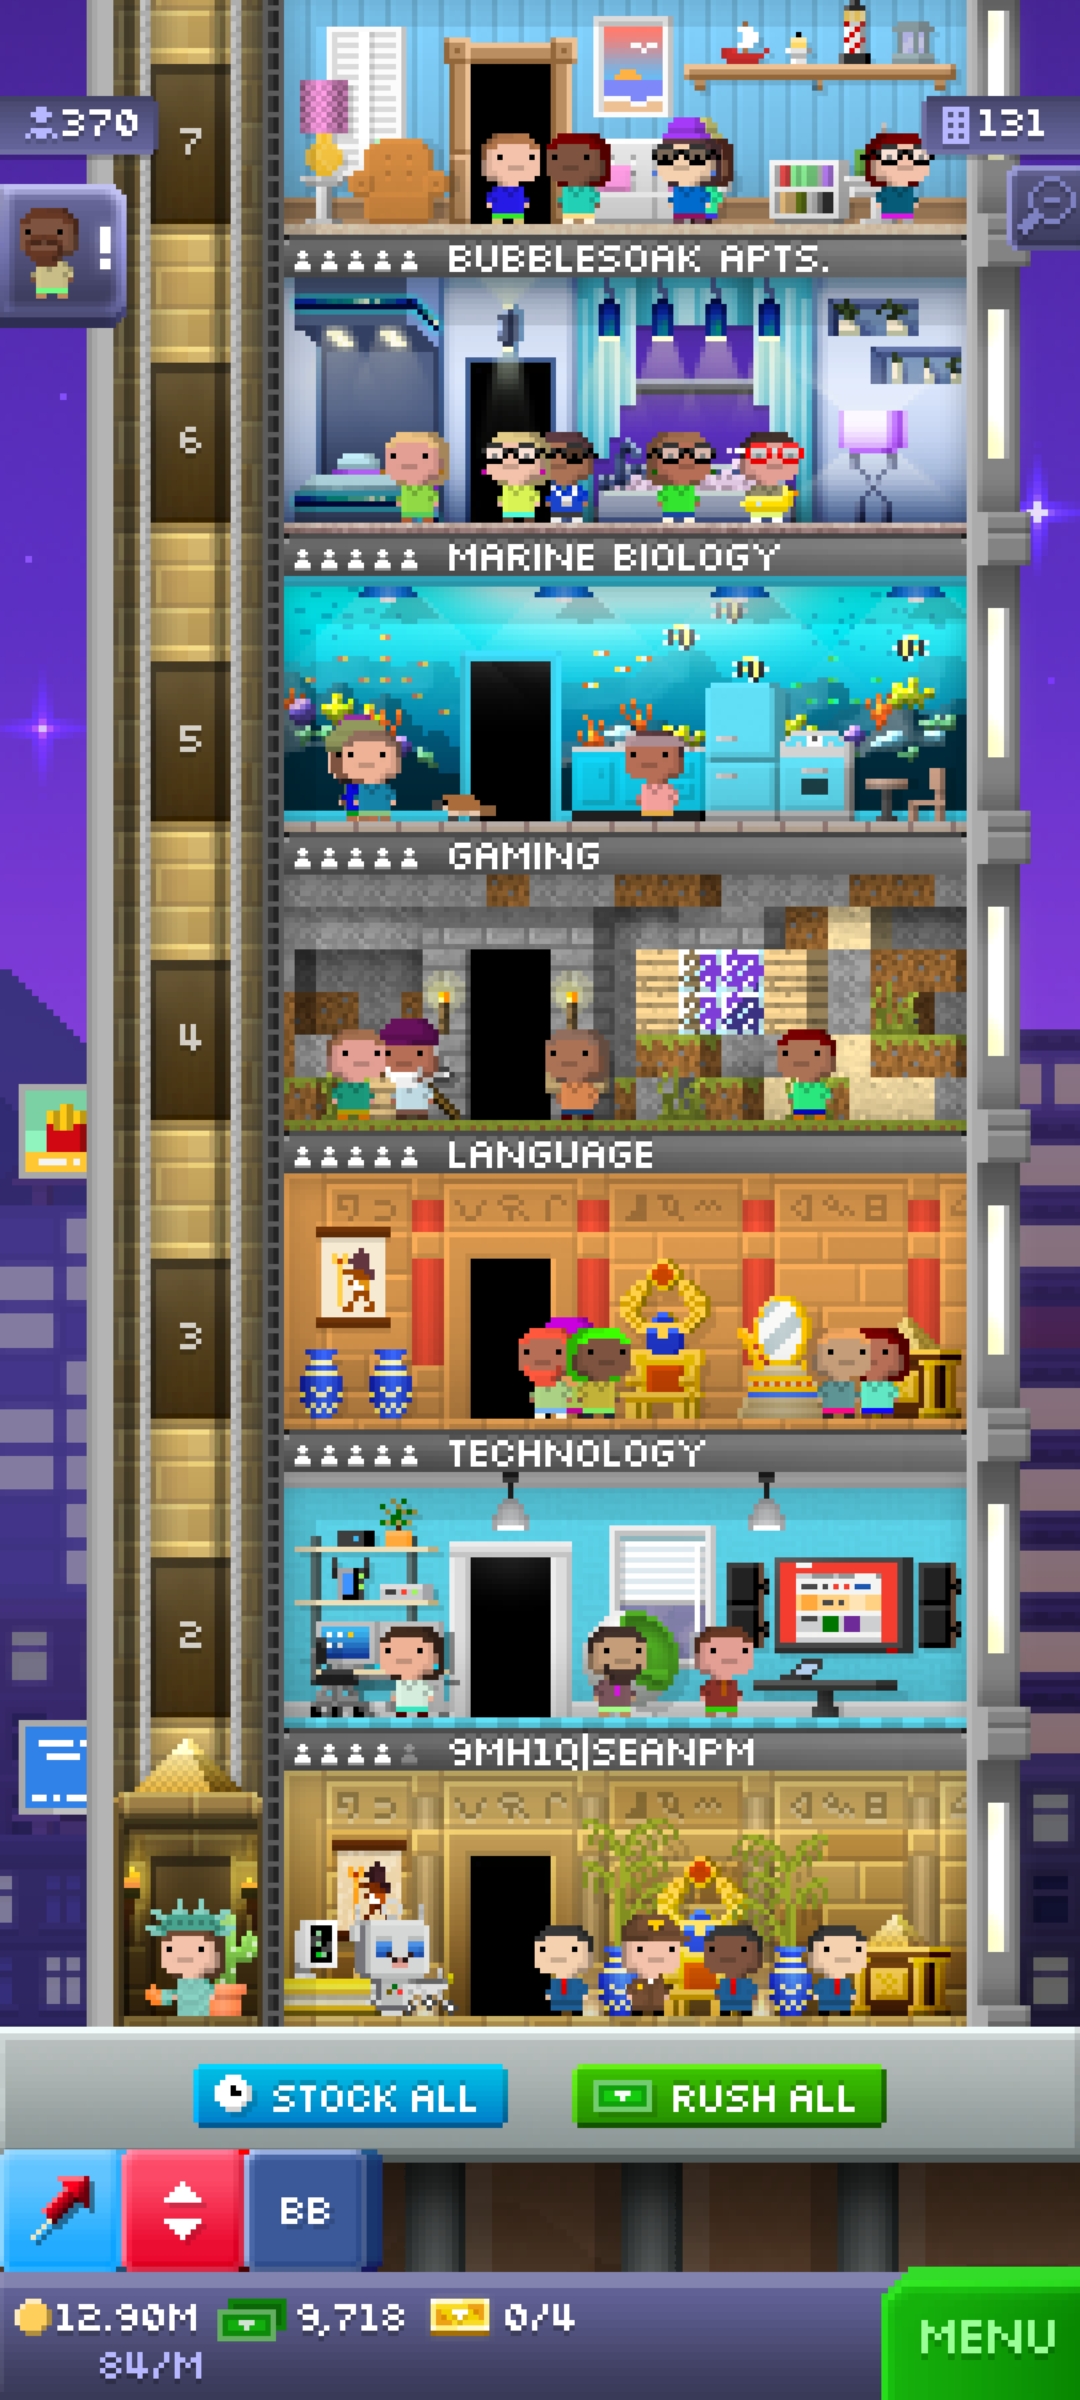 370
7
131
!
BUBBLESOAK APTS.
6
MARINE BIOLOGY
5
GAMING
4
LANGUAGE
3
TECHNOLOGY
2
9MH1Q|SEANPM
STOCK ALL
RUSH ALL
BB
12.90M
9,718
0/4
84/M
MENU